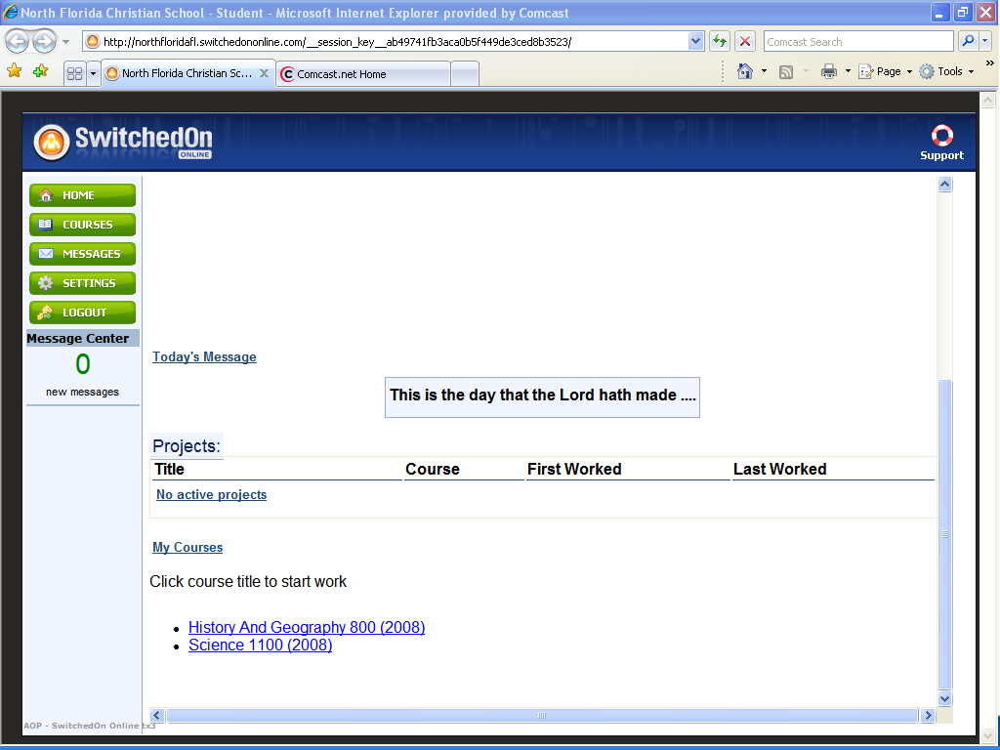 North Florida Christian School - Student - Microsoft Internet Explorer provided by Comcast
http://northfloridafl.switchedononline.com/__session_key__ab49741fb3aca0b5f449de3ced8b3523/
Comcast Search
North Florida Christian Sc...
Comcast.net Home
Page
Tools
SwitchedOn
ONLINE
Support
HOME
COURSES
MESSAGES
SETTINGS
LOGOUT
Message Center
0
new messages
Today's Message
This is the day that the Lord hath made ....
Projects:
Title Course First Worked Last Worked
No active projects
My Courses
Click course title to start work
• History And Geography 800 (2008)
• Science 1100 (2008)
AOP - SwitchedOn Online tx3